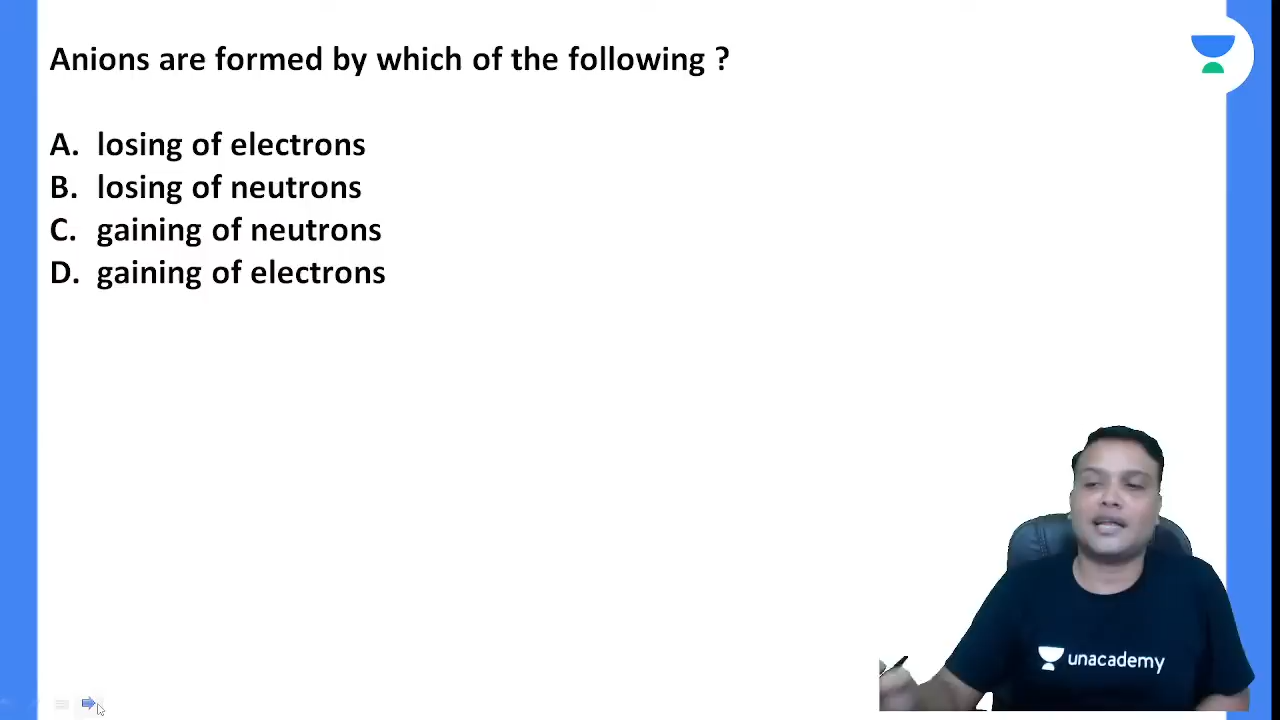 Anions are formed by which of the following ?
A. losing of electrons
B. losing of neutrons
C. gaining of neutrons
D. gaining of electrons
unacademy